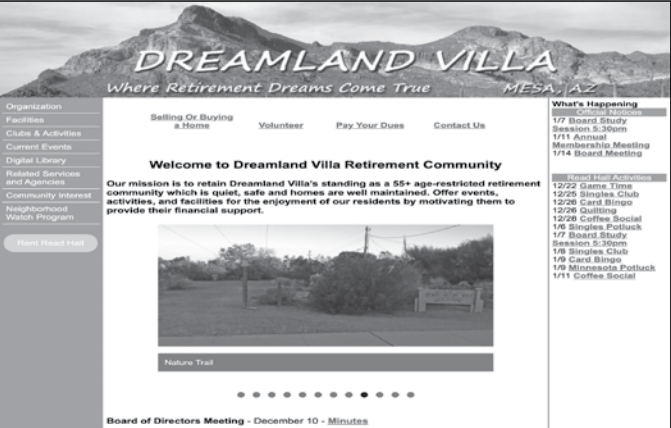 DREAMLAND VILLA
Where Retirement Dreams Come True
MESA, AZ
Organization
Facilities
Clubs & Activities
Current Events
Digital Library
Related Services
and Agencies
Community Interest
Neighborhood
Watch Program
Rent Read Hall
Selling Or Buying
a Home
Volunteer
Pay Your Dues
Contact Us
Welcome to Dreamland Villa Retirement Community
Our mission is to retain Dreamland Villa's standing as a 55+ age-restricted retirement
community which is quiet, safe and homes are well maintained. Offer events,
activities, and facilities for the enjoyment of our residents by motivating them to
provide their financial support.
Nature Trail
Board of Directors Meeting - December 10 - Minutes
What's Happening
Official Notices
1/7 Board Study
Session 5:30pm
1/11 Annual
Membership Meeting
1/14 Board Meeting
Read Hall Activities
12/22 Game Time
12/25 Singles Club
12/26 Card Bingo
12/26 Quilting
12/28 Coffee Social
1/6 Singles Potluck
1/7 Board Study
Session 5:30pm
1/8 Singles Club
1/9 Card Bingo
1/9 Minnesota Potluck
1/11 Coffee Social